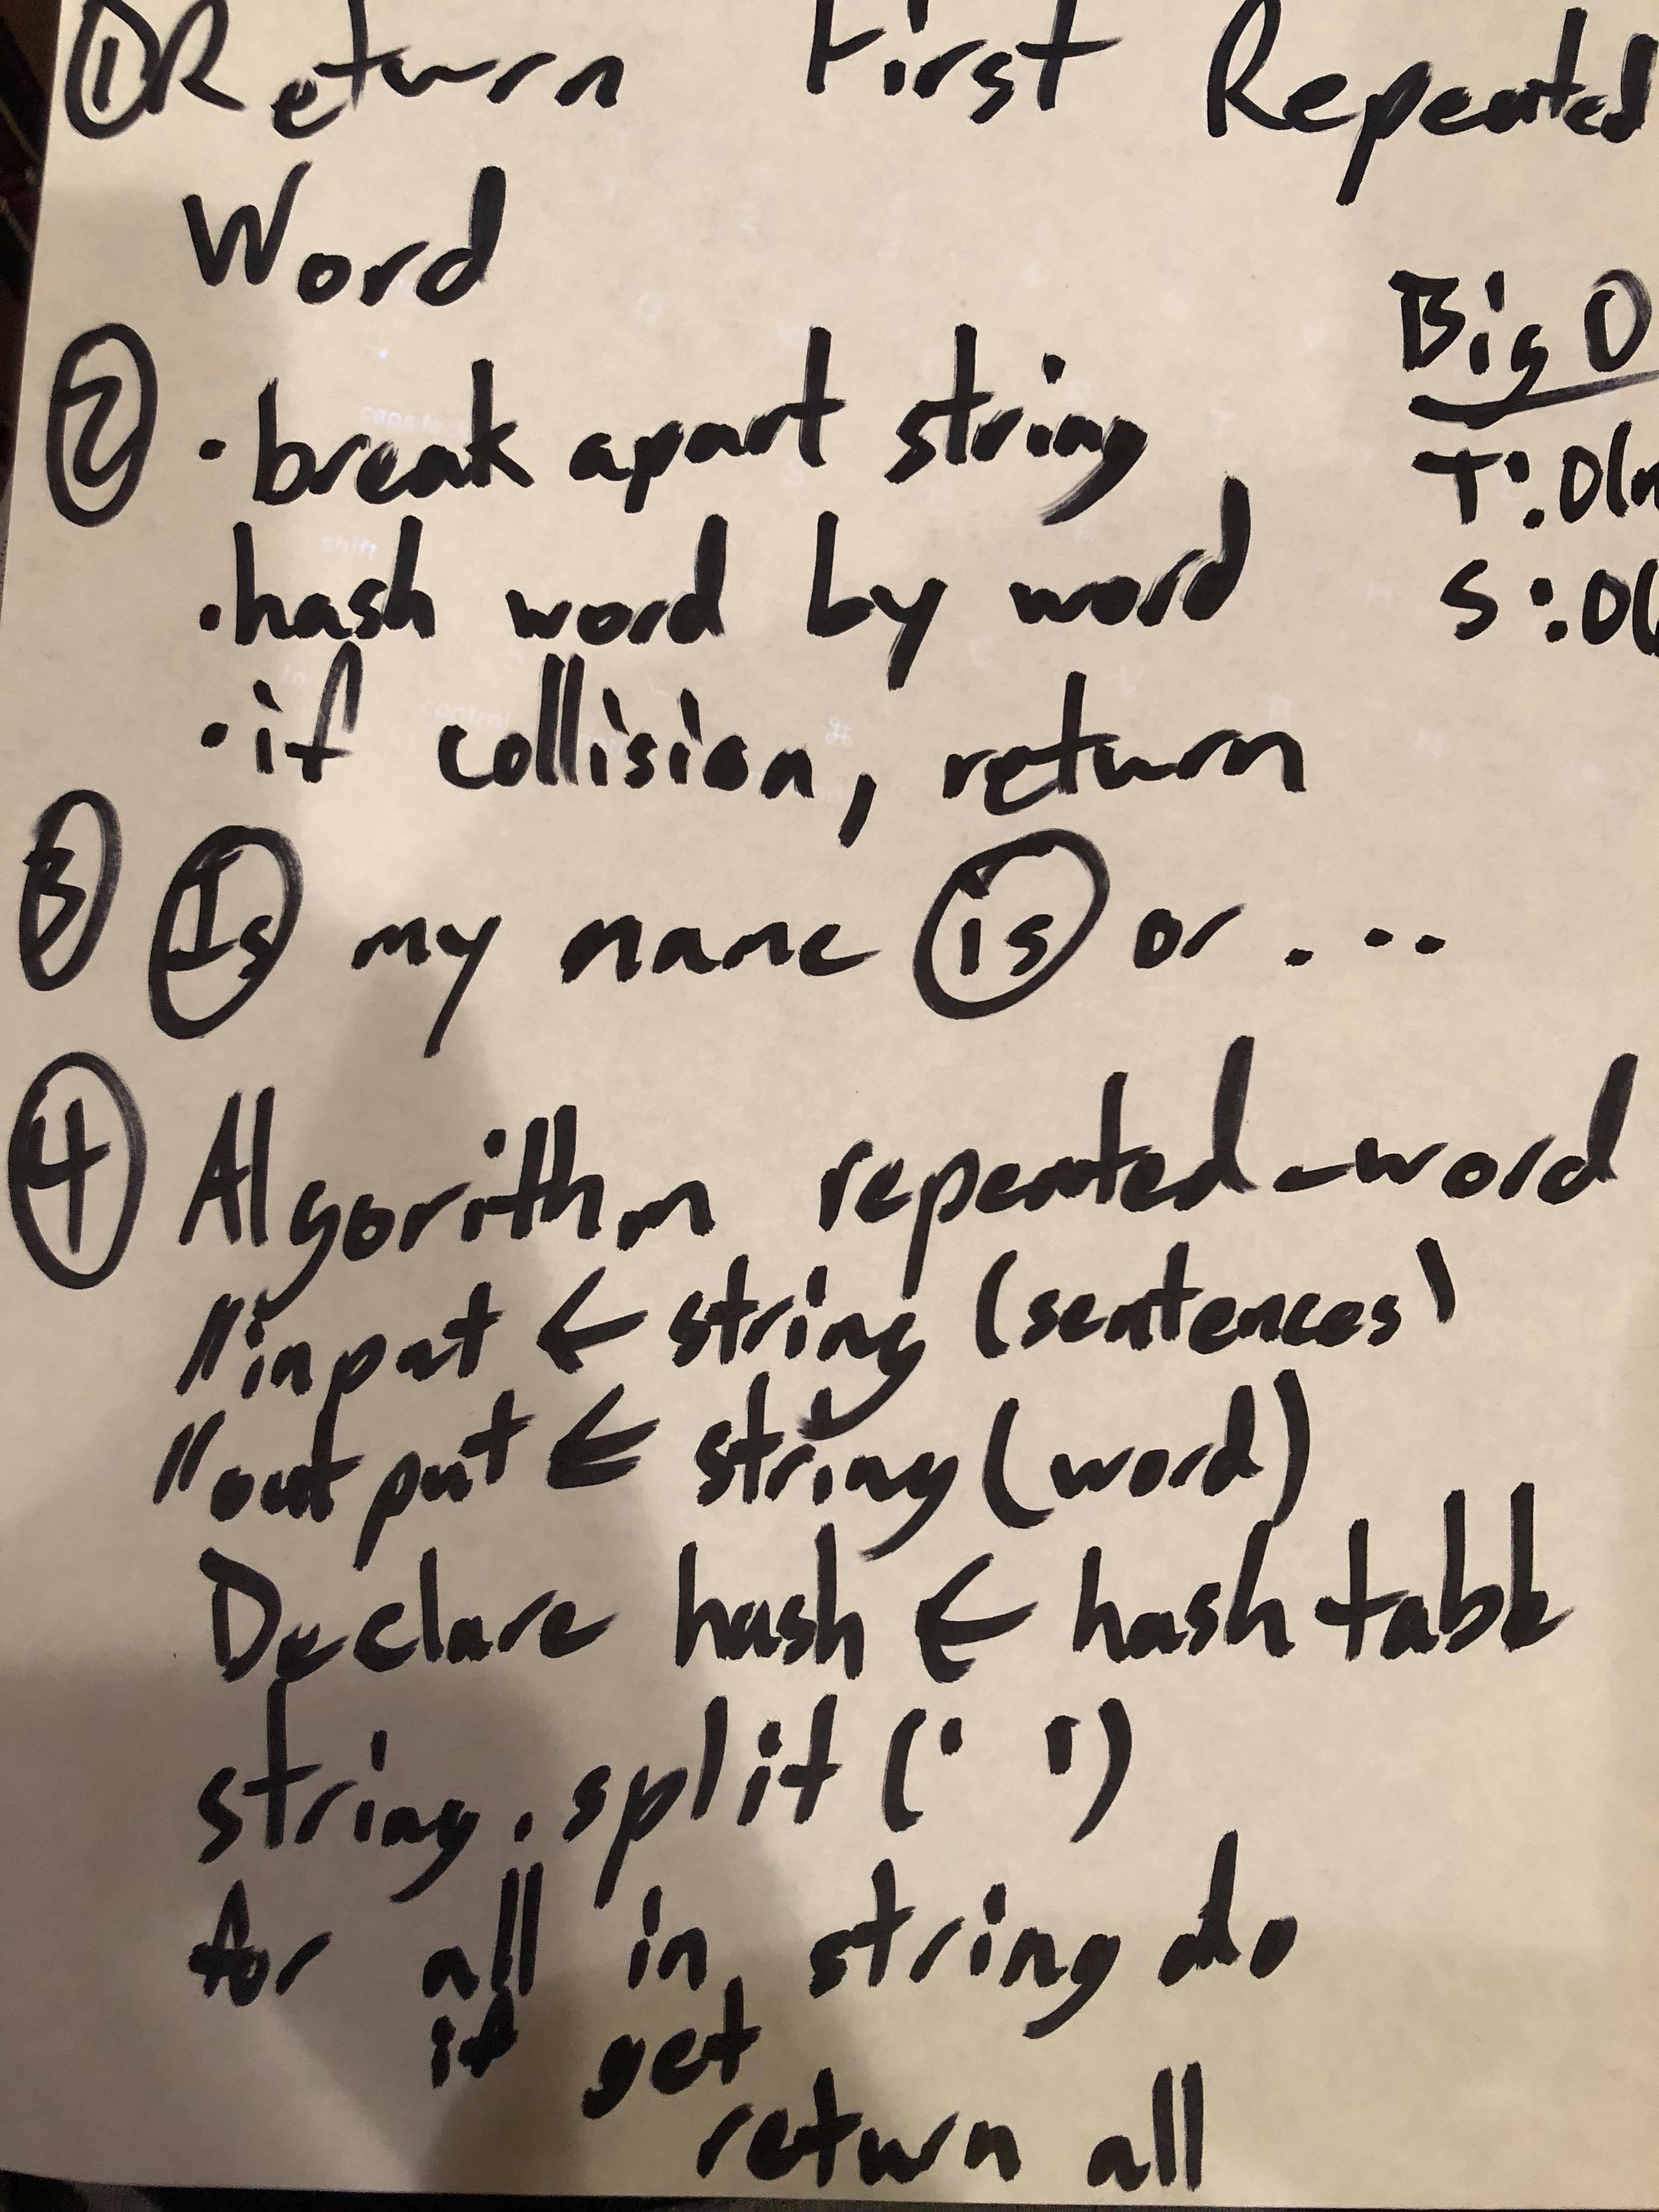 ① Return First Repeated
Word
Big O
T:O(n
S:O(
② · break apart string
· hash word by word
· if collision, return
③ Is my name is or ....
④ Algorithm repeated_word
// input ← string (sentences)
// output ← string (word)
Declare hash ← hash table
string.split(' ')
for all in string do
if get
return all